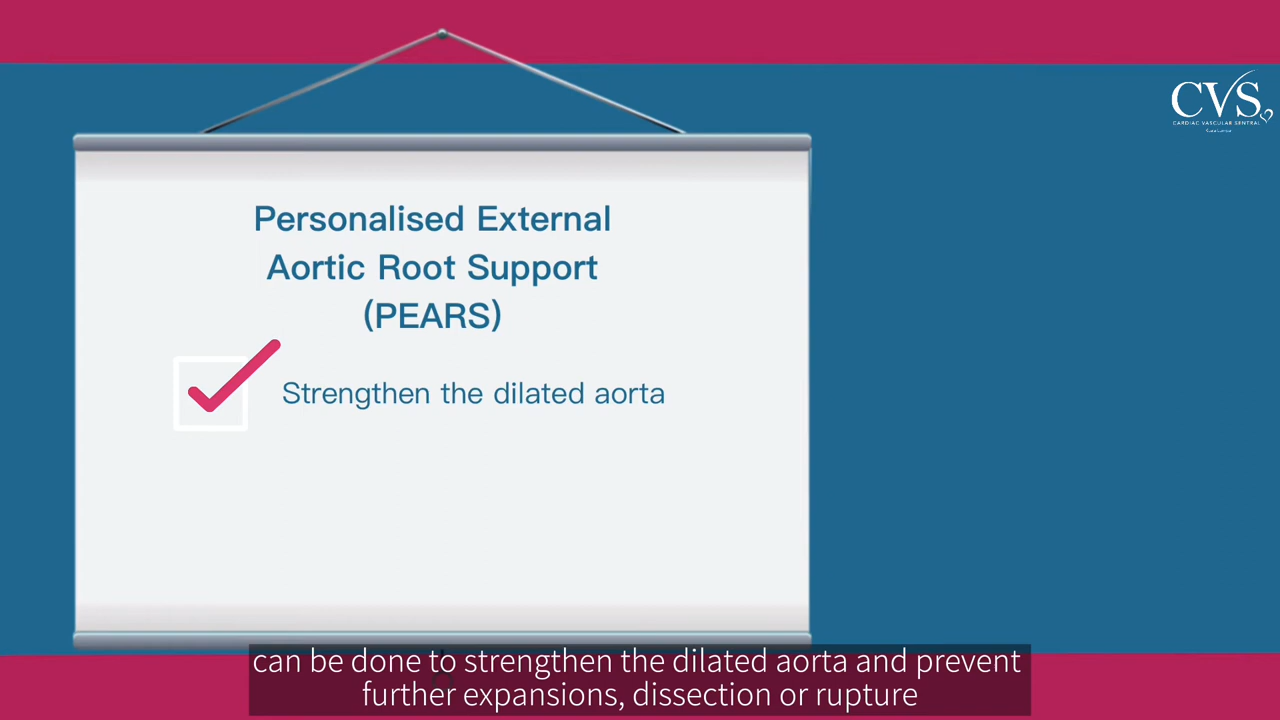 CVS
CARDIAC VASCULAR SENTRAL
Personalised External
Aortic Root Support
(PEARS)
Strengthen the dilated aorta
can be done to strengthen the dilated aorta and prevent
further expansions, dissection or rupture